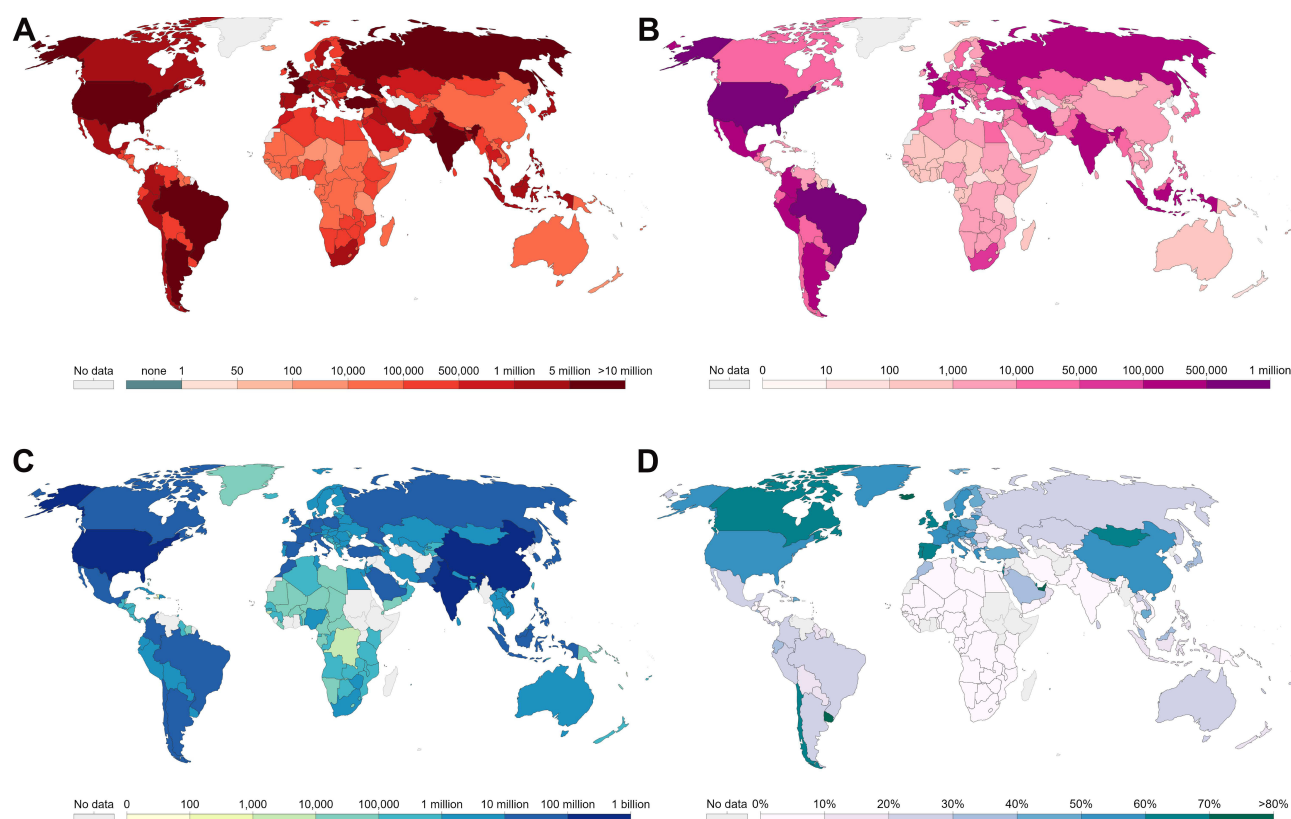 A
B
No data none 1 50 100 10,000 100,000 500,000 1 million 5 million >10 million
No data 0 10 100 1,000 10,000 50,000 100,000 500,000 1 million
C
D
No data 0 100 1,000 10,000 100,000 1 million 10 million 100 million 1 billion
No data 0% 10% 20% 30% 40% 50% 60% 70% >80%